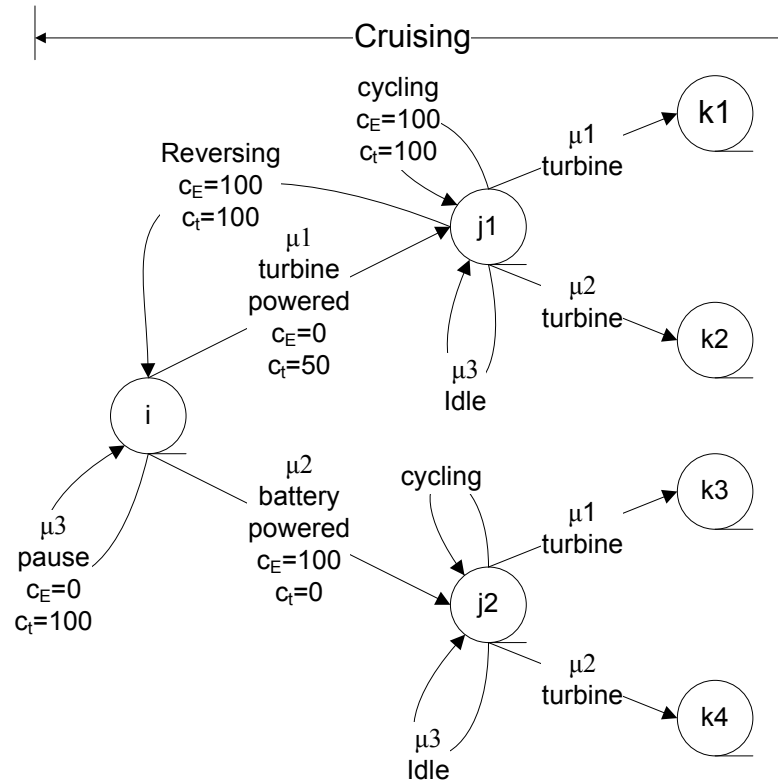 Cruising
cycling
c_E=100
c_t=100
k1
μ1
turbine
Reversing
c_E=100
c_t=100
j1
μ1
turbine
powered
c_E=0
c_t=50
μ2
turbine
k2
μ3
Idle
i
μ3
pause
c_E=0
c_t=100
μ2
battery
powered
c_E=100
c_t=0
cycling
k3
μ1
turbine
j2
μ2
turbine
k4
μ3
Idle